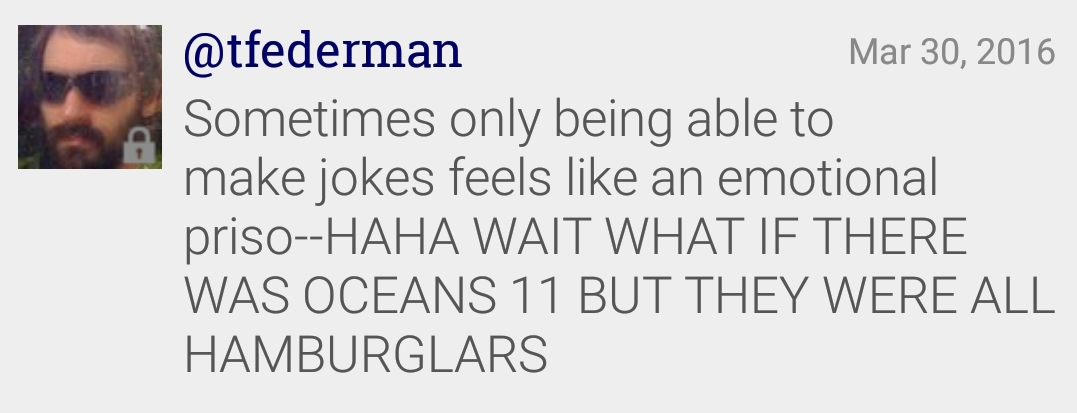 @tfederman
Mar 30, 2016
Sometimes only being able to
make jokes feels like an emotional
priso--HAHA WAIT WHAT IF THERE
WAS OCEANS 11 BUT THEY WERE ALL
HAMBURGLARS